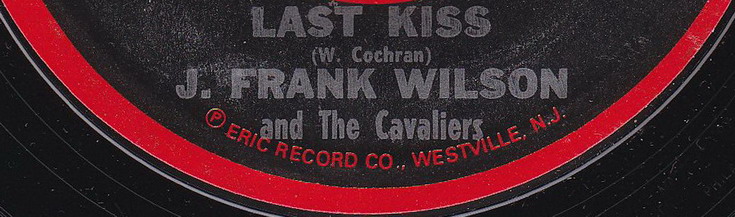 LAST KISS
(W. Cochran)
J. FRANK WILSON
and The Cavaliers
Ⓟ ERIC RECORD CO., WESTVILLE, N.J.